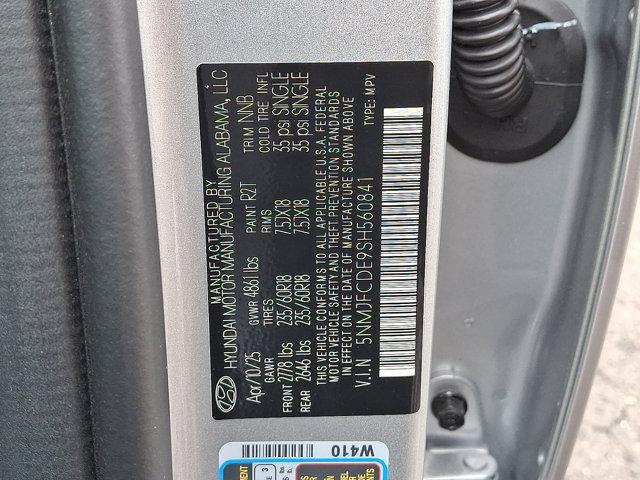 MANUFACTURED BY
HYUNDAI MOTOR MANUFACTURING ALABAMA, LLC
Apr/10/25 GVWR 4861 lbs PAINT R2T TRIM NNB
GAWR TIRES RIMS COLD TIRE INFL
FRONT 2778 lbs 235/60R18 7.5JX18 35 psi SINGLE
REAR 2646 lbs 235/60R18 7.5JX18 35 psi SINGLE
THIS VEHICLE CONFORMS TO ALL APPLICABLE U.S.A. FEDERAL
MOTOR VEHICLE SAFETY AND THEFT PREVENTION STANDARDS
IN EFFECT ON THE DATE OF MANUFACTURE SHOWN ABOVE
V.I.N 5NMJFCDE9SH560841 TYPE: MPV
W410